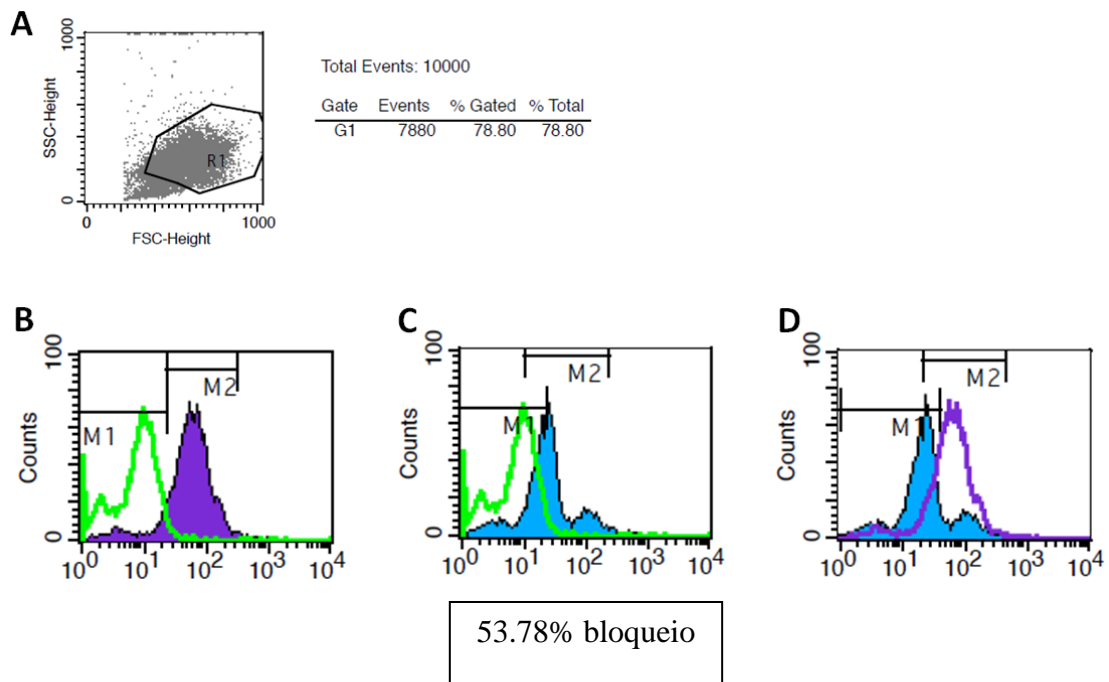 A
1000
SSC-Height
0
R1
0 1000
FSC-Height
Total Events: 10000
Gate Events % Gated % Total
G1 7880 78.80 78.80
B
100
Counts
0
M1
M2
10^0 10^1 10^2 10^3 10^4
C
100
Counts
0
M1
M2
10^0 10^1 10^2 10^3 10^4
D
100
Counts
0
M1
M2
10^0 10^1 10^2 10^3 10^4
53.78% bloqueio